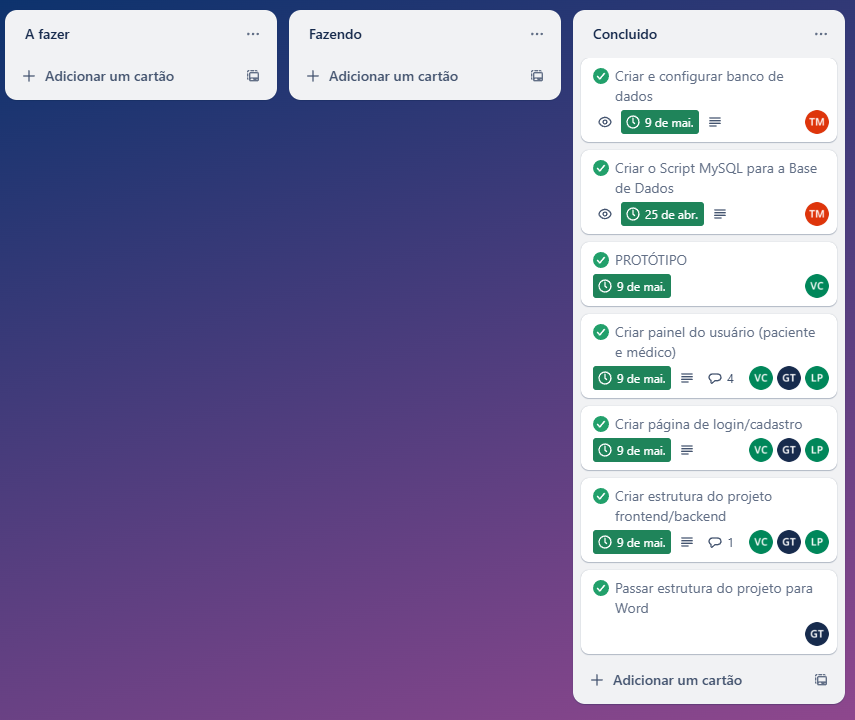 A fazer
Adicionar um cartão
Fazendo
Adicionar um cartão
Concluido
Criar e configurar banco de
dados
9 de mai.
TM
Criar o Script MySQL para a Base
de Dados
25 de abr.
TM
PROTÓTIPO
9 de mai.
VC
Criar painel do usuário (paciente
e médico)
9 de mai. 4 VC GT LP
Criar página de login/cadastro
9 de mai. VC GT LP
Criar estrutura do projeto
frontend/backend
9 de mai. 1 VC GT LP
Passar estrutura do projeto para
Word
GT
Adicionar um cartão